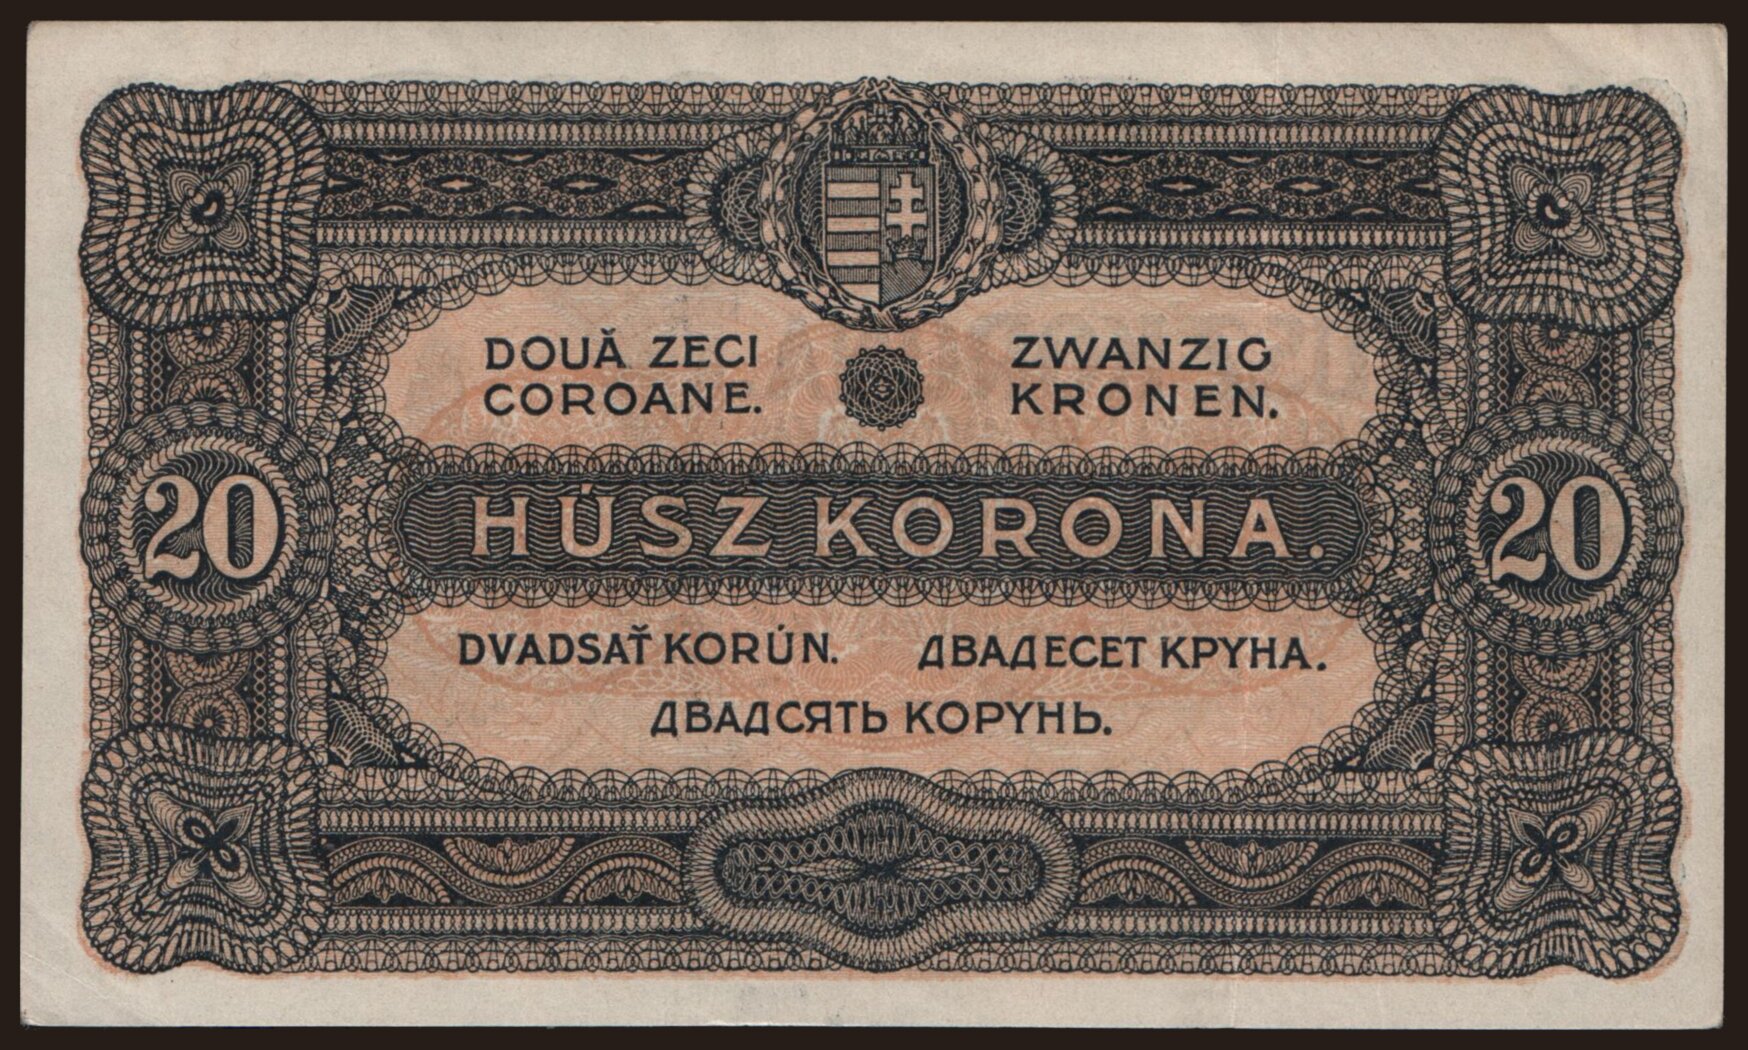 DOUĂ ZECI
COROANE.
ZWANZIG
KRONEN.
20
HÚSZ KORONA.
20
DVADSAŤ KORÚN.
ДВАДЕСЕТ КРУНА.
ДВАДСЯТЬ КОРУНЬ.